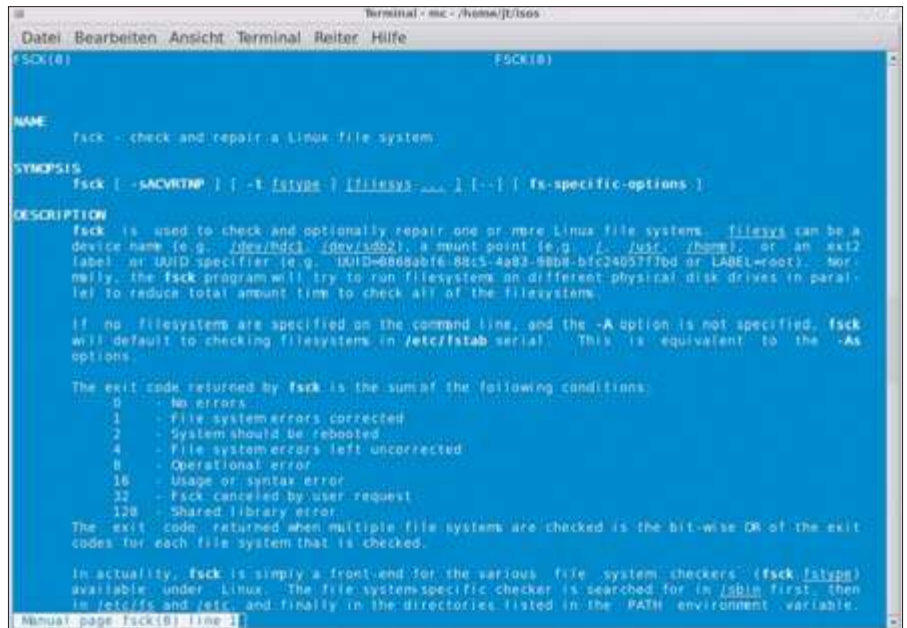 Terminal - mc - /home/jt/isos
Datei Bearbeiten Ansicht Terminal Reiter Hilfe
FSCK(8) FSCK(8)
NAME
fsck - check and repair a Linux file system
SYNOPSIS
fsck [ -sACVRTNP ] [ -t fstype ] [filesys ... ] [--] [ fs-specific-options ]
DESCRIPTION
fsck is used to check and optionally repair one or more Linux file systems. filesys can be a
device name (e.g. /dev/hdc1, /dev/sdb2), a mount point (e.g. /, /usr, /home), or an ext2
label or UUID specifier (e.g. or LABEL=root). Nor-
mally, the fsck program will try to run filesystems on different physical disk drives in paral-
lel to reduce total amount time to check all of the filesystems.
If no filesystems are specified on the command line, and the -A option is not specified, fsck
will default to checking filesystems in /etc/fstab serial. This is equivalent to the -As
options.
The exit code returned by fsck is the sum of the following conditions:
0 - No errors
1 - File system errors corrected
2 - System should be rebooted
4 - File system errors left uncorrected
8 - Operational error
16 - Usage or syntax error
32 - Fsck canceled by user request
128 - Shared library error
The exit code returned when multiple file systems are checked is the bit-wise OR of the exit
codes for each file system that is checked.
In actuality, fsck is simply a front-end for the various file system checkers (fsck fstype)
available under Linux. The file system-specific checker is searched for in /sbin first, then
in /etc/fs and /etc, and finally in the directories listed in the PATH environment variable.
Manual page fsck(8) line 1